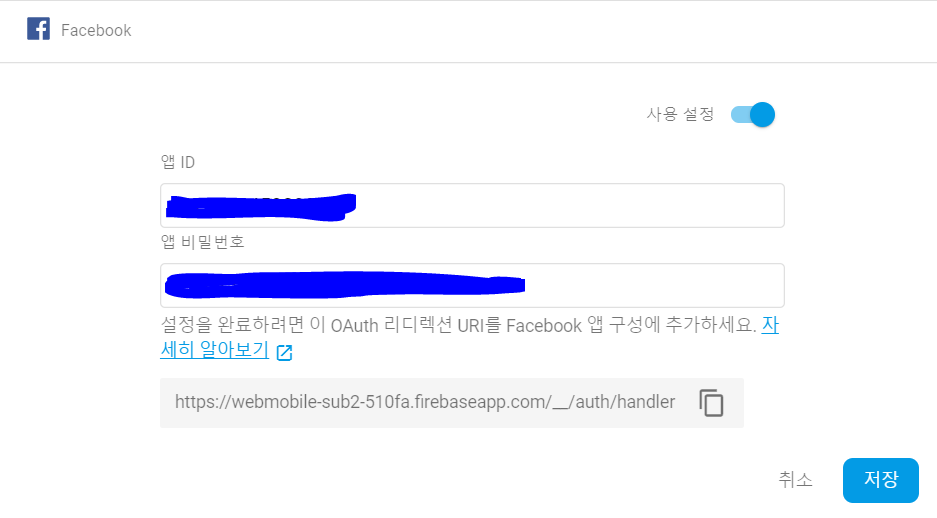 Facebook
사용 설정
앱 ID
앱 비밀번호
설정을 완료하려면 이 OAuth 리디렉션 URI를 Facebook 앱 구성에 추가하세요. 자
세히 알아보기
https://webmobile-sub2-510fa.firebaseapp.com/__/auth/handler
취소
저장